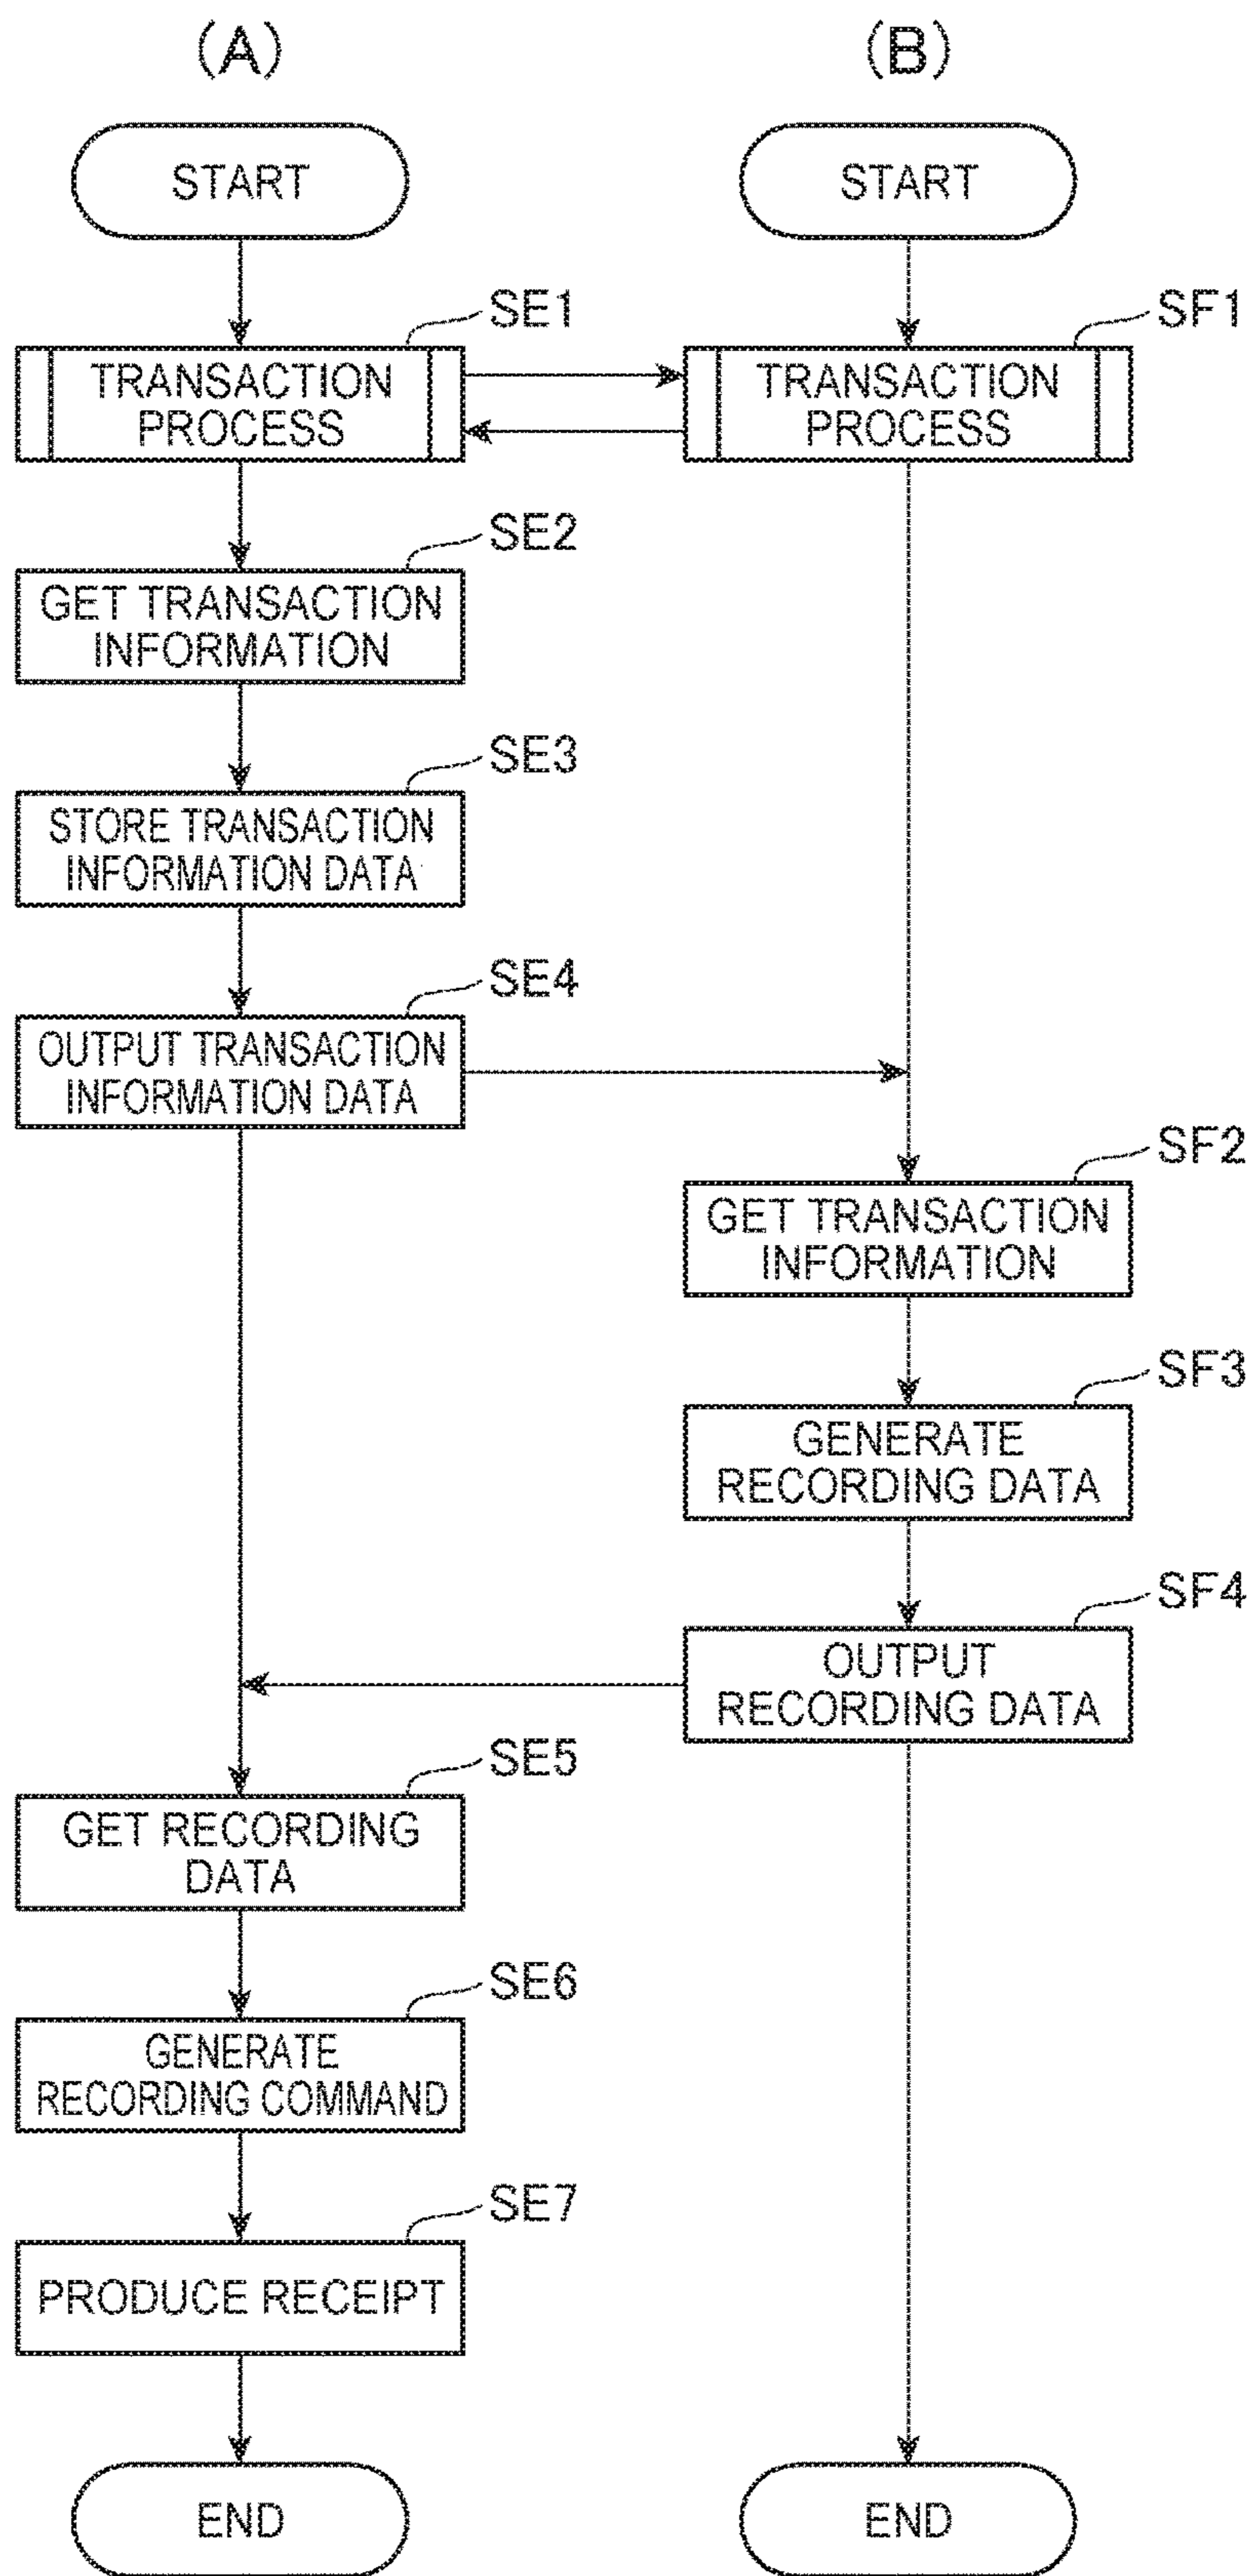 (A)
START
SE1
TRANSACTION
PROCESS
SE2
GET TRANSACTION
INFORMATION
SE3
STORE TRANSACTION
INFORMATION DATA
SE4
OUTPUT TRANSACTION
INFORMATION DATA
SE5
GET RECORDING
DATA
SE6
GENERATE
RECORDING COMMAND
SE7
PRODUCE RECEIPT
END
(B)
START
SF1
TRANSACTION
PROCESS
SF2
GET TRANSACTION
INFORMATION
SF3
GENERATE
RECORDING DATA
SF4
OUTPUT
RECORDING DATA
END